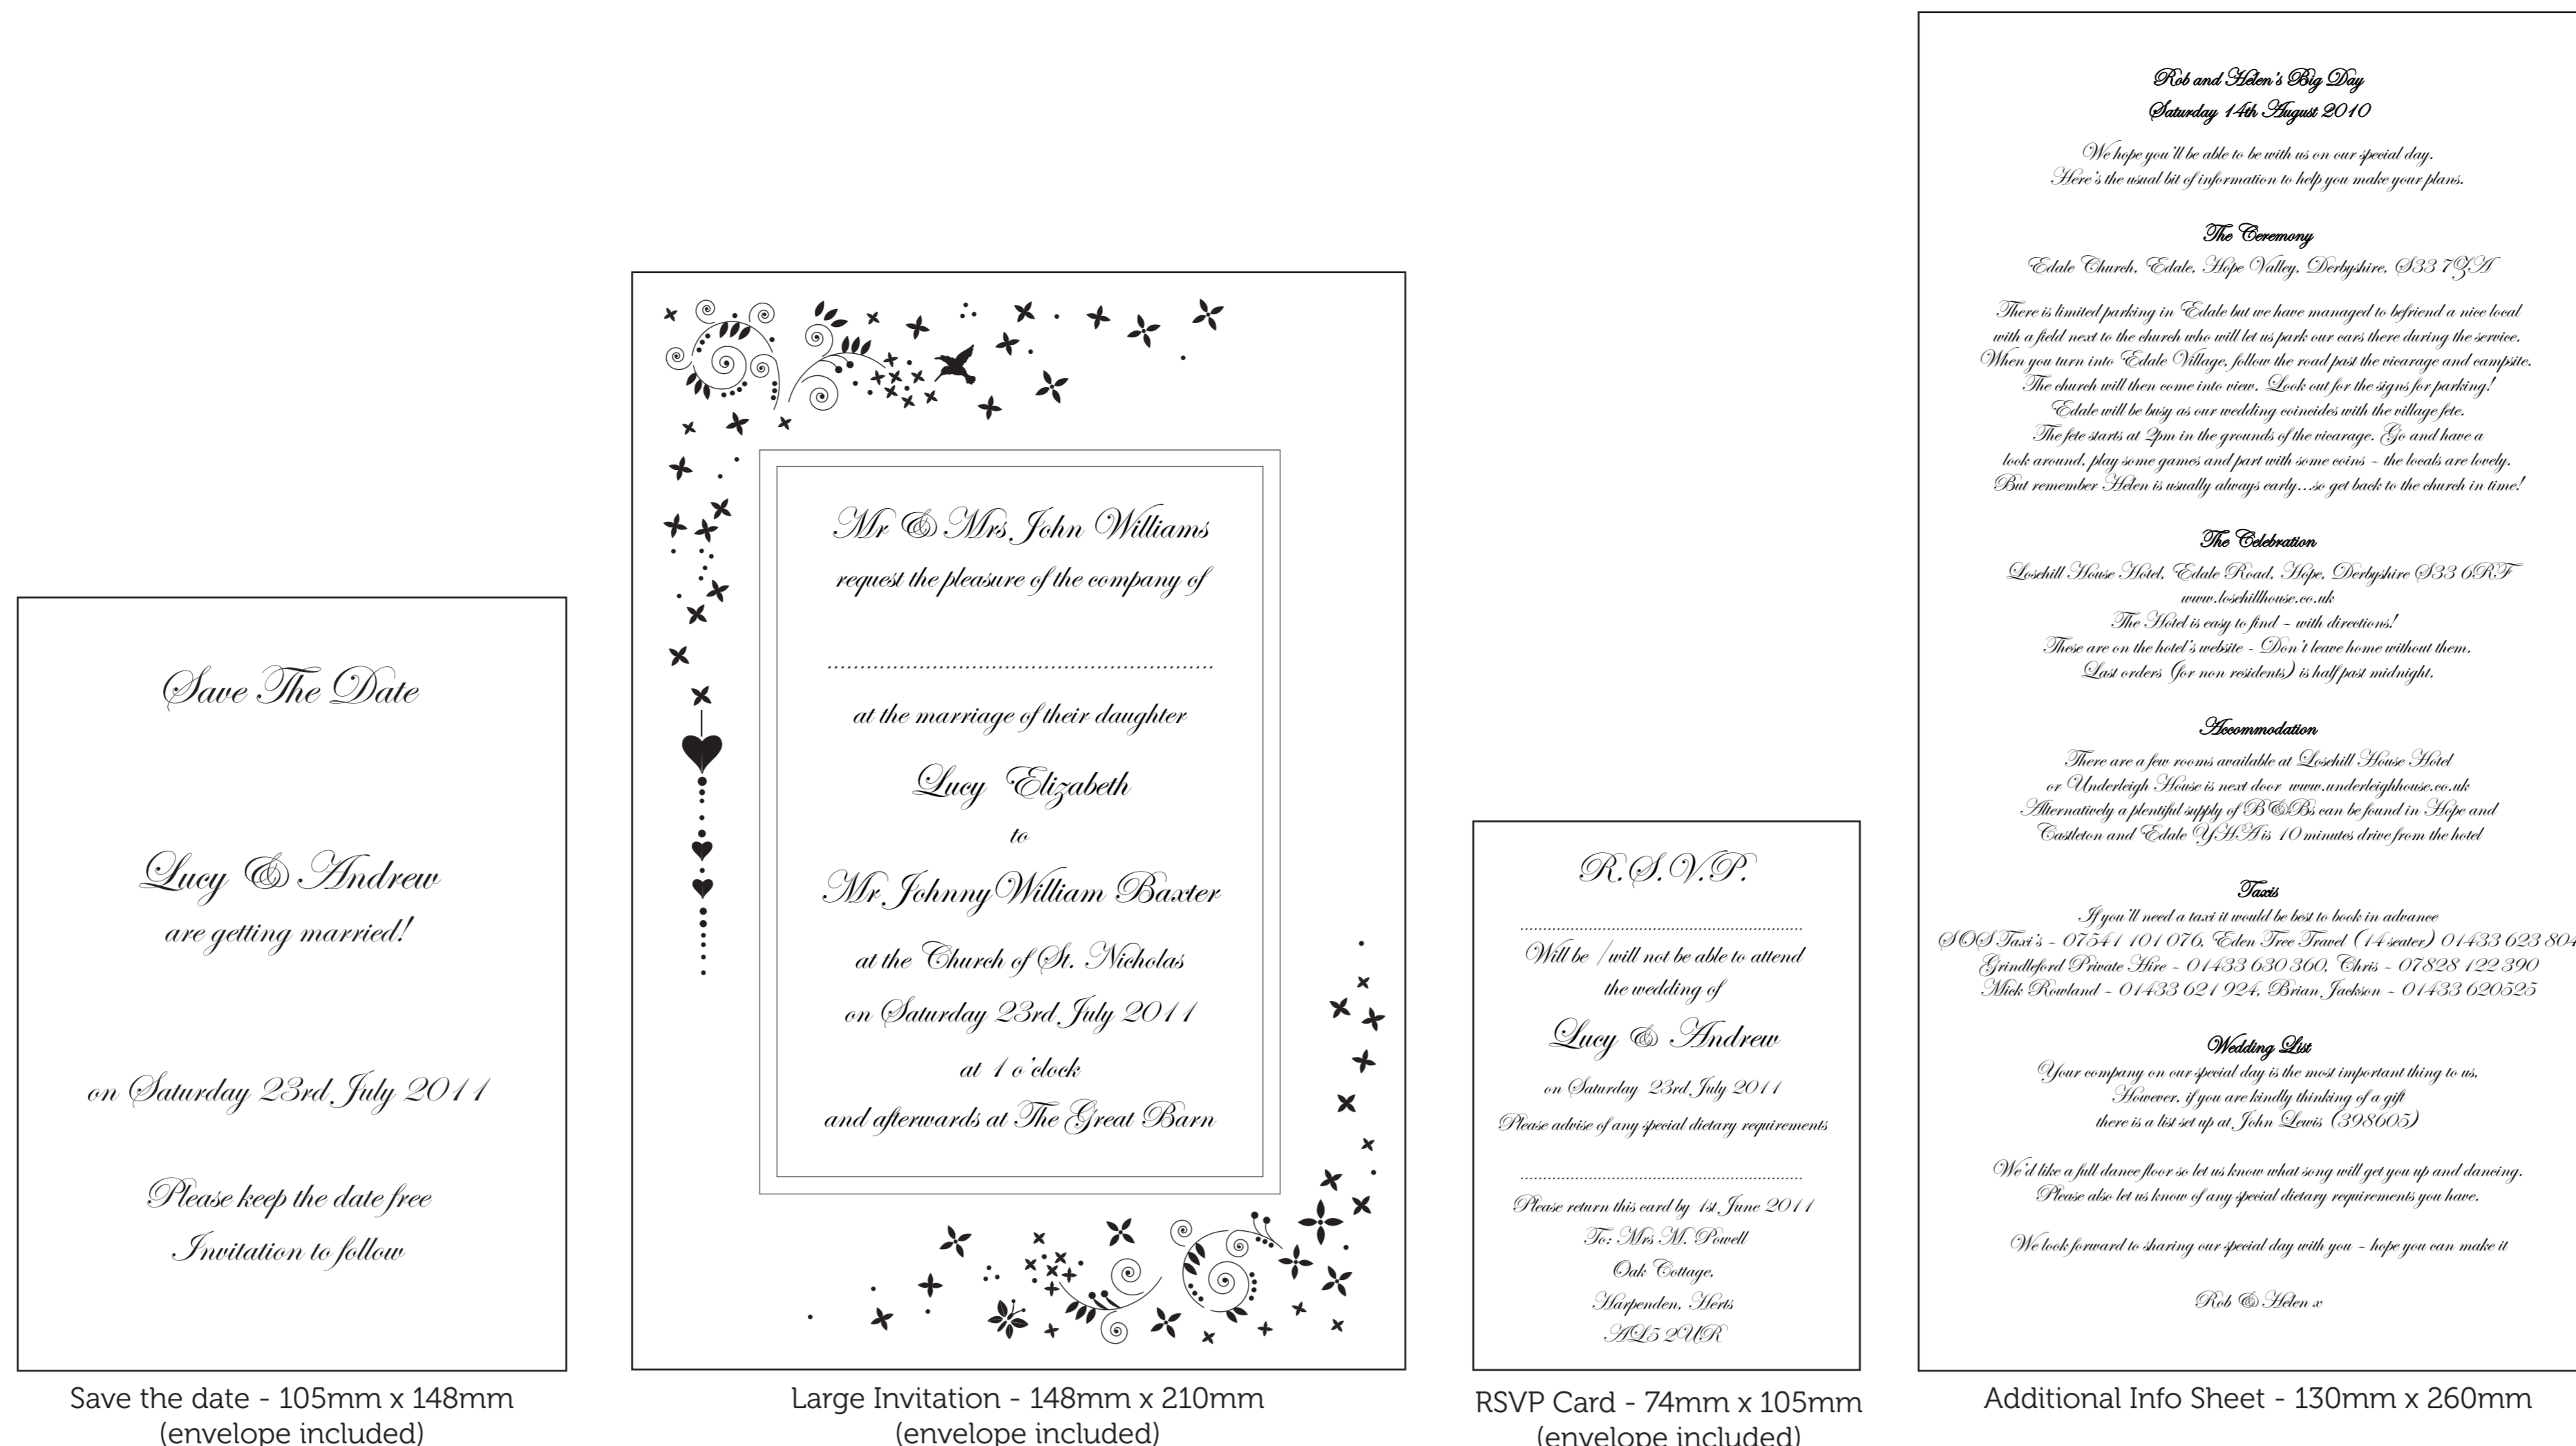 Save The Date
Lucy & Andrew
are getting married!
on Saturday 23rd July 2011
Please keep the date free
Invitation to follow
Save the date - 105mm x 148mm
(envelope included)
Mr & Mrs John Williams
request the pleasure of the company of
............................................................
at the marriage of their daughter
Lucy Elizabeth
to
Mr Johnny William Baxter
at the Church of St. Nicholas
on Saturday 23rd July 2011
at 1 o'clock
and afterwards at The Great Barn
Large Invitation - 148mm x 210mm
(envelope included)
R.S.V.P.
............................................................
Will be / will not be able to attend
the wedding of
Lucy & Andrew
on Saturday 23rd July 2011
Please advise of any special dietary requirements
............................................................
Please return this card by 1st June 2011
To: Mrs M. Powell
Oak Cottage,
Harpenden, Herts
AL5 2UR
RSVP Card - 74mm x 105mm
(envelope included)
Rob and Helen's Big Day
Saturday 14th August 2010
We hope you'll be able to be with us on our special day.
Here's the usual bit of information to help you make your plans.
The Ceremony
Edale Church, Edale, Hope Valley, Derbyshire, S33 7ZA
There is limited parking in Edale but we have managed to befriend a nice local
with a field next to the church who will let us park our cars there during the service.
When you turn into Edale Village, follow the road past the vicarage and campsite.
The church will then come into view. Look out for the signs for parking!
Edale will be busy as our wedding coincides with the village fete.
The fete starts at 2pm in the grounds of the vicarage. Go and have a
look around, play some games and part with some coins - the locals are lovely.
But remember Helen is usually always early...so get back to the church in time!
The Celebration
Losehill House Hotel, Edale Road, Hope, Derbyshire S33 6RF
www.losehillhouse.co.uk
The Hotel is easy to find - with directions!
These are on the hotel's website - Don't leave home without them.
Last orders (for non residents) is half past midnight.
Accommodation
There are a few rooms available at Losehill House Hotel
or Underleigh House is next door www.underleighhouse.co.uk
Alternatively a plentiful supply of B&Bs can be found in Hope and
Castleton and Edale YHA is 10 minutes drive from the hotel
Taxis
If you'll need a taxi it would be best to book in advance
SOS Taxi's - 07541 101 076, Eden Tree Travel (14 seater) 01433 623 804
Grindleford Private Hire - 01433 630 360, Chris - 07828 122 390
Mick Rowland - 01433 621 924, Brian Jackson - 01433 620525
Wedding List
Your company on our special day is the most important thing to us,
However, if you are kindly thinking of a gift
there is a list set up at John Lewis (398605)
We'd like a full dance floor so let us know what song will get you up and dancing.
Please also let us know of any special dietary requirements you have.
We look forward to sharing our special day with you - hope you can make it
Rob & Helen x
Additional Info Sheet - 130mm x 260mm